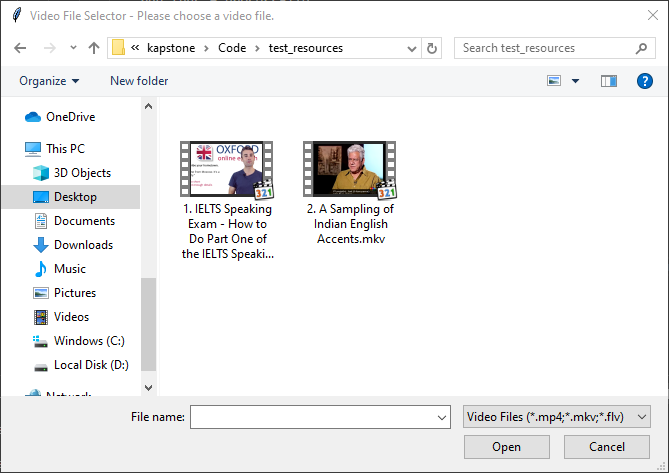 Video File Selector - Please choose a video file.
« kapstone › Code › test_resources
Search test_resources
Organize
New folder
?
OneDrive
This PC
3D Objects
Desktop
Documents
Downloads
Music
Pictures
Videos
Windows (C:)
Local Disk (D:)
Network
OXFORD
online
321
1. IELTS Speaking
Exam - How to
Do Part One of
the IELTS Speaki...
321
2. A Sampling of
Indian English
Accents.mkv
File name:
Video Files (*.mp4;*.mkv;*.flv)
Open
Cancel